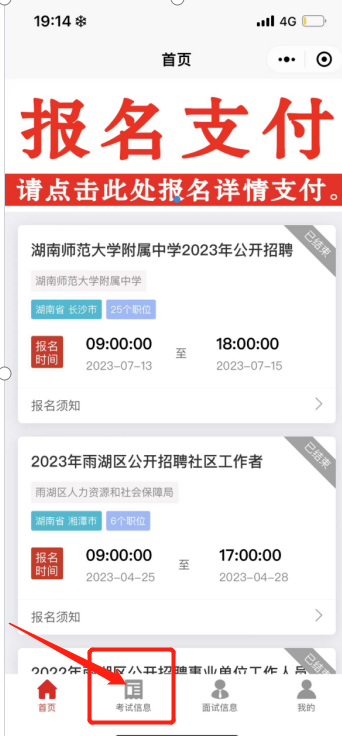 19:14
4G
首页
报名支付
请点击此处报名详情支付。
已结束
湖南师范大学附属中学2023年公开招聘
湖南师范大学附属中学
湖南省 长沙市 25个职位
报名时间 09:00:00 至 18:00:00
2023-07-13 2023-07-15
报名须知
已结束
2023年雨湖区公开招聘社区工作者
雨湖区人力资源和社会保障局
湖南省 湘潭市 6个职位
报名时间 09:00:00 至 17:00:00
2023-04-25 2023-04-28
报名须知
已结束
2022年雨湖区公开招聘事业单位工作人员
首页 考试信息 面试信息 我的